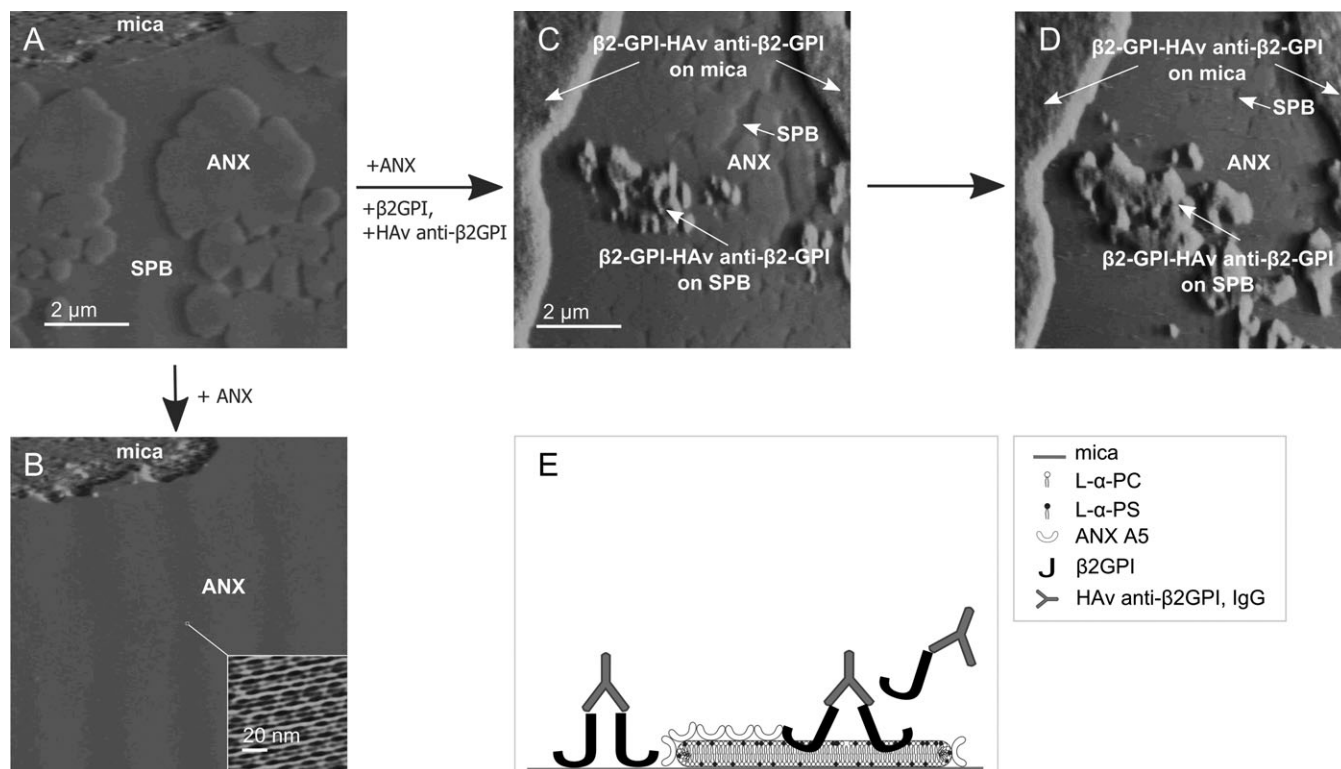 A
mica
ANX
SPB
2 μm
+ANX
+β2GPI,
+HAv anti-β2GPI
C
β2-GPI-HAv anti-β2-GPI
on mica
SPB
ANX
β2-GPI-HAv anti-β2-GPI
on SPB
2 μm
D
β2-GPI-HAv anti-β2-GPI
on mica
SPB
ANX
β2-GPI-HAv anti-β2-GPI
on SPB
+ ANX
B
mica
ANX
20 nm
E
mica
L-α-PC
L-α-PS
ANX A5
β2GPI
HAv anti-β2GPI, IgG